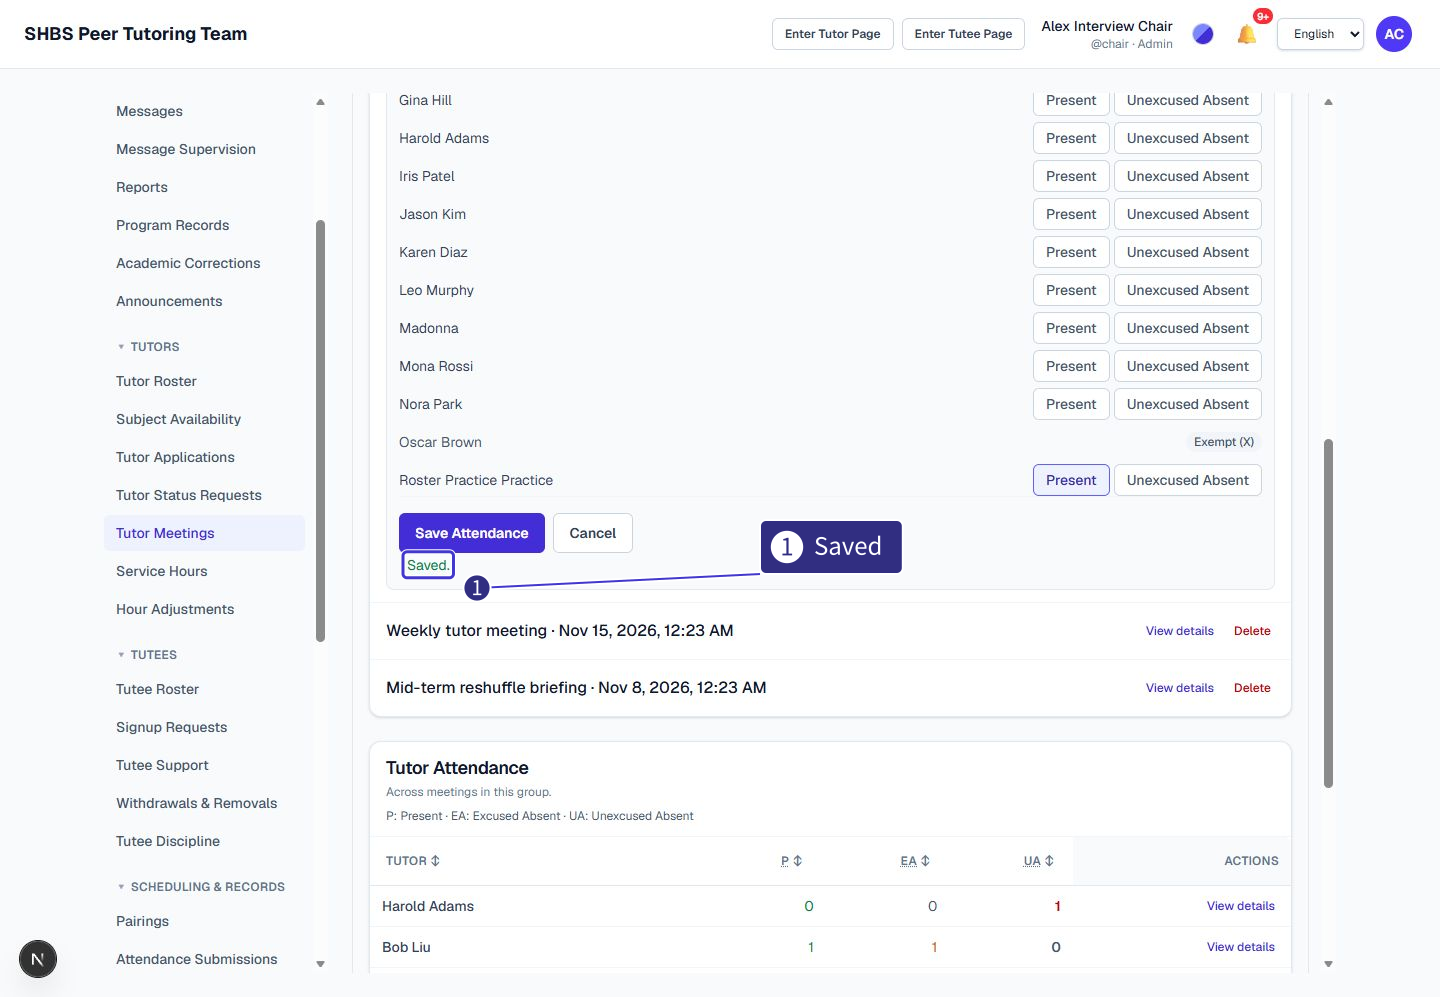 SHBS Peer Tutoring Team
Enter Tutor Page
Enter Tutee Page
Alex Interview Chair
@chair · Admin
9+
English
AC
Messages
Message Supervision
Reports
Program Records
Academic Corrections
Announcements
TUTORS
Tutor Roster
Subject Availability
Tutor Applications
Tutor Status Requests
Tutor Meetings
Service Hours
Hour Adjustments
TUTEES
Tutee Roster
Signup Requests
Tutee Support
Withdrawals & Removals
Tutee Discipline
SCHEDULING & RECORDS
Pairings
Attendance Submissions
N
Gina Hill Present Unexcused Absent
Harold Adams Present Unexcused Absent
Iris Patel Present Unexcused Absent
Jason Kim Present Unexcused Absent
Karen Diaz Present Unexcused Absent
Leo Murphy Present Unexcused Absent
Madonna Present Unexcused Absent
Mona Rossi Present Unexcused Absent
Nora Park Present Unexcused Absent
Oscar Brown Exempt (X)
Roster Practice Practice Present Unexcused Absent
Save Attendance Cancel
1 Saved
Saved.
1
Weekly tutor meeting · Nov 15, 2026, 12:23 AM View details Delete
Mid-term reshuffle briefing · Nov 8, 2026, 12:23 AM View details Delete
Tutor Attendance
Across meetings in this group.
P: Present · EA: Excused Absent · UA: Unexcused Absent
TUTOR P EA UA ACTIONS
Harold Adams 0 0 1 View details
Bob Liu 1 1 0 View details